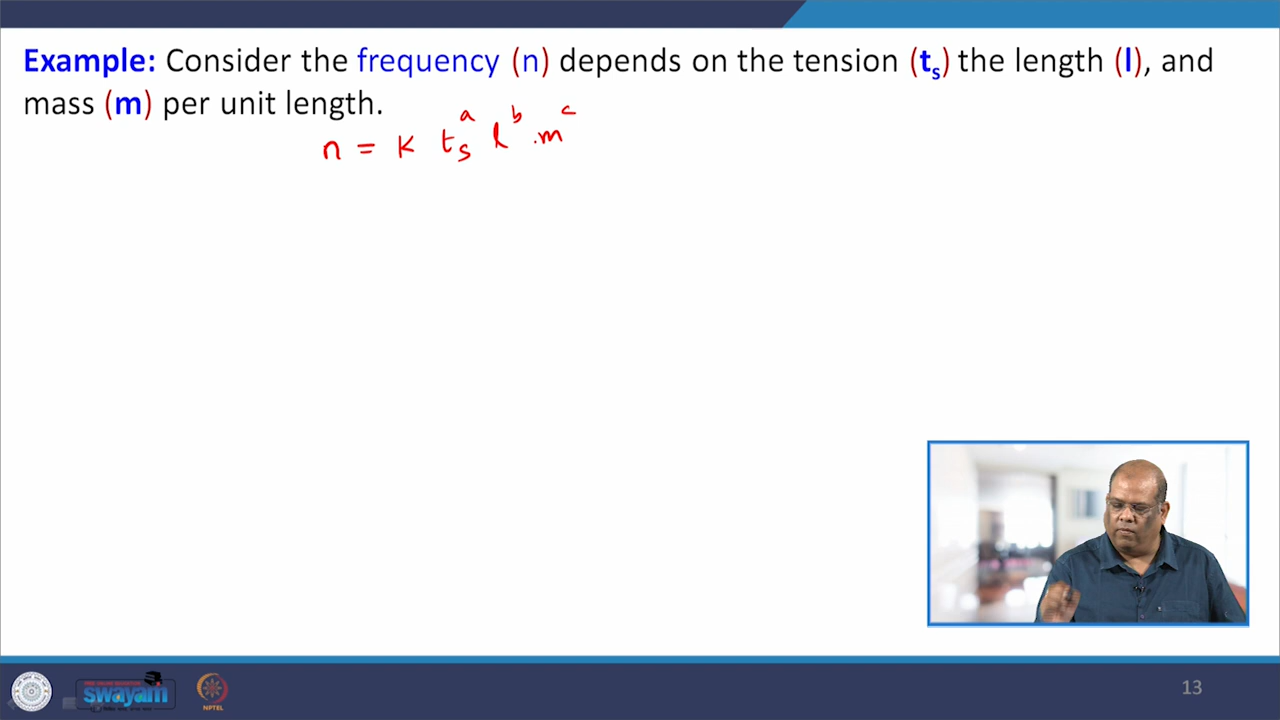 Example: Consider the frequency (n) depends on the tension (ts) the length (l), and
mass (m) per unit length.
n = K ts^a l^b .m^c
swayam
NPTEL
13